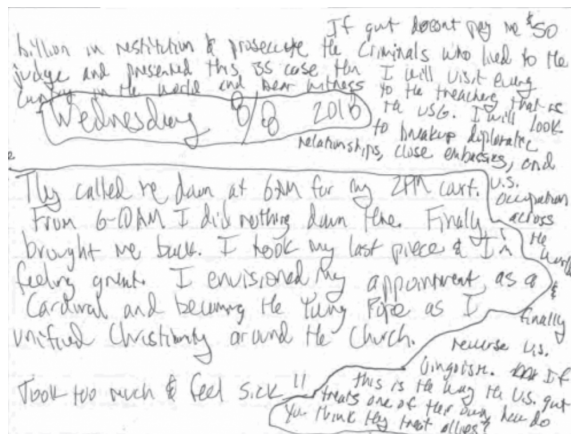 If gvt doesnt pay me $50
billion in restitution & prosecute the criminals who lied to the
judge and presented this BS case then I will visit every
country in the world and bear witness to the treachery that is
the USG. I will look
Wednesday 8/8 2018
to breakup diplomatic
relationships, close embassies, end
U.S.
occupation
across
the
world
&
finally
reverse U.S.
jingoism. If
this is the way the U.S. gvt
treats one of their own, how do
you think they treat allies?
They called me down at 6AM for my 2PM court.
From 6-10AM I did nothing down there. Finally
brought me back. I took my last piece & I'm
feeling great. I envisioned my appointment as a
Cardinal and becoming the Young Pope as I
unified Christianity around the church.
Took too much & feel sick!!